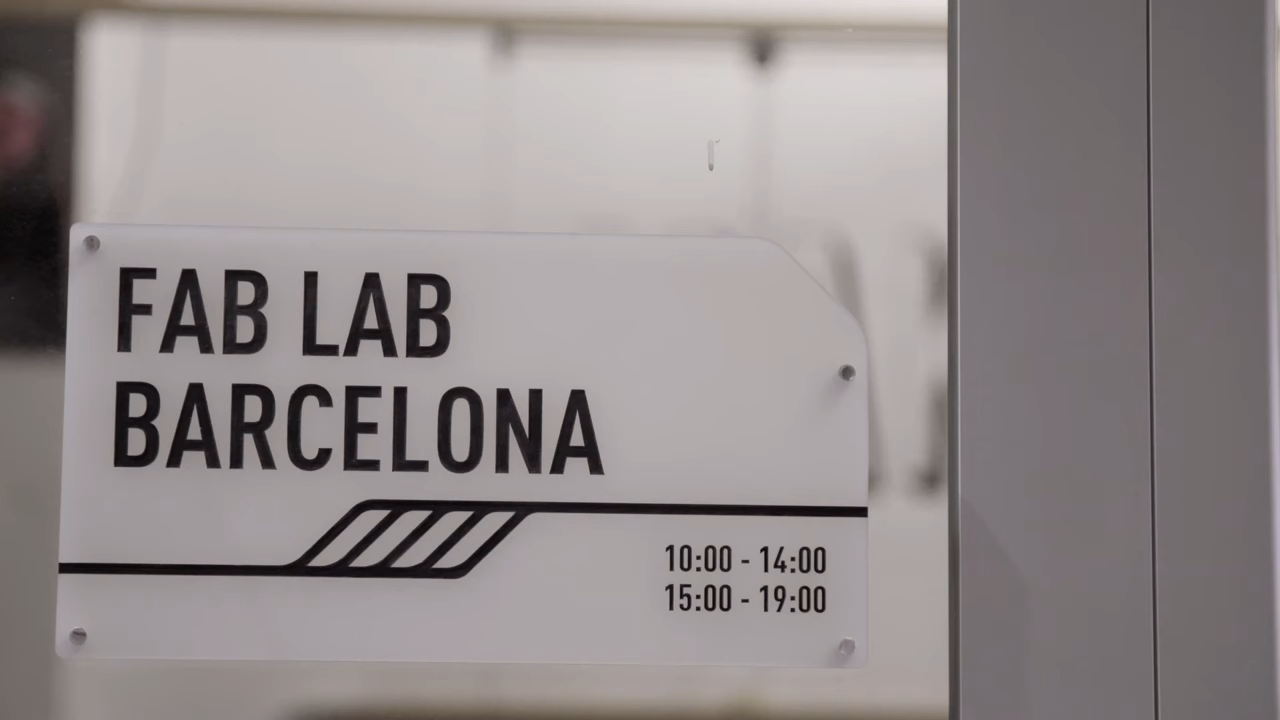 FAB LAB
BARCELONA
10:00 - 14:00
15:00 - 19:00